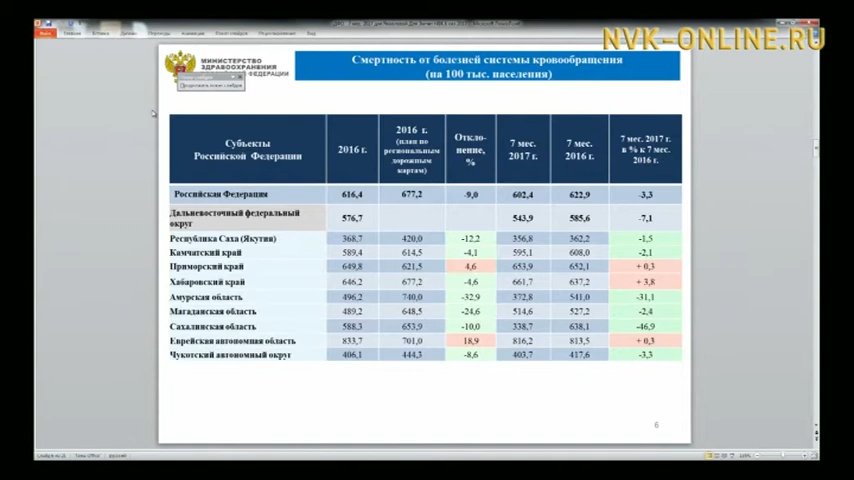 NVK-ONLINE.RU
МИНИСТЕРСТВО
ЗДРАВООХРАНЕНИЯ
ФЕДЕРАЦИИ
Смертность от болезней системы кровообращения
(на 100 тыс. населения)
Субъекты
Российской Федерации
2016 г.
2016 г.
(план по
региональным
дорожным
картам)
Откло-
нение,
%
7 мес.
2017 г.
7 мес.
2016 г.
7 мес. 2017 г.
в % к 7 мес.
2016 г.
Российская Федерация 616,4 677,2 -9,0 602,4 622,9 -3,3
Дальневосточный федеральный
округ 576,7 543,9 585,6 -7,1
Республика Саха (Якутия) 368,7 420,0 -12,2 356,8 362,2 -1,5
Камчатский край 589,4 614,5 -4,1 595,1 608,0 -2,1
Приморский край 649,8 621,5 4,6 653,9 652,1 + 0,3
Хабаровский край 646,2 677,2 -4,6 661,7 637,2 + 3,8
Амурская область 496,2 740,0 -32,9 372,8 541,0 -31,1
Магаданская область 489,2 648,5 -24,6 514,6 527,2 -2,4
Сахалинская область 588,3 653,9 -10,0 338,7 638,1 -46,9
Еврейская автономная область 833,7 701,0 18,9 816,2 813,5 + 0,3
Чукотский автономный округ 406,1 444,3 -8,6 403,7 417,6 -3,3
6